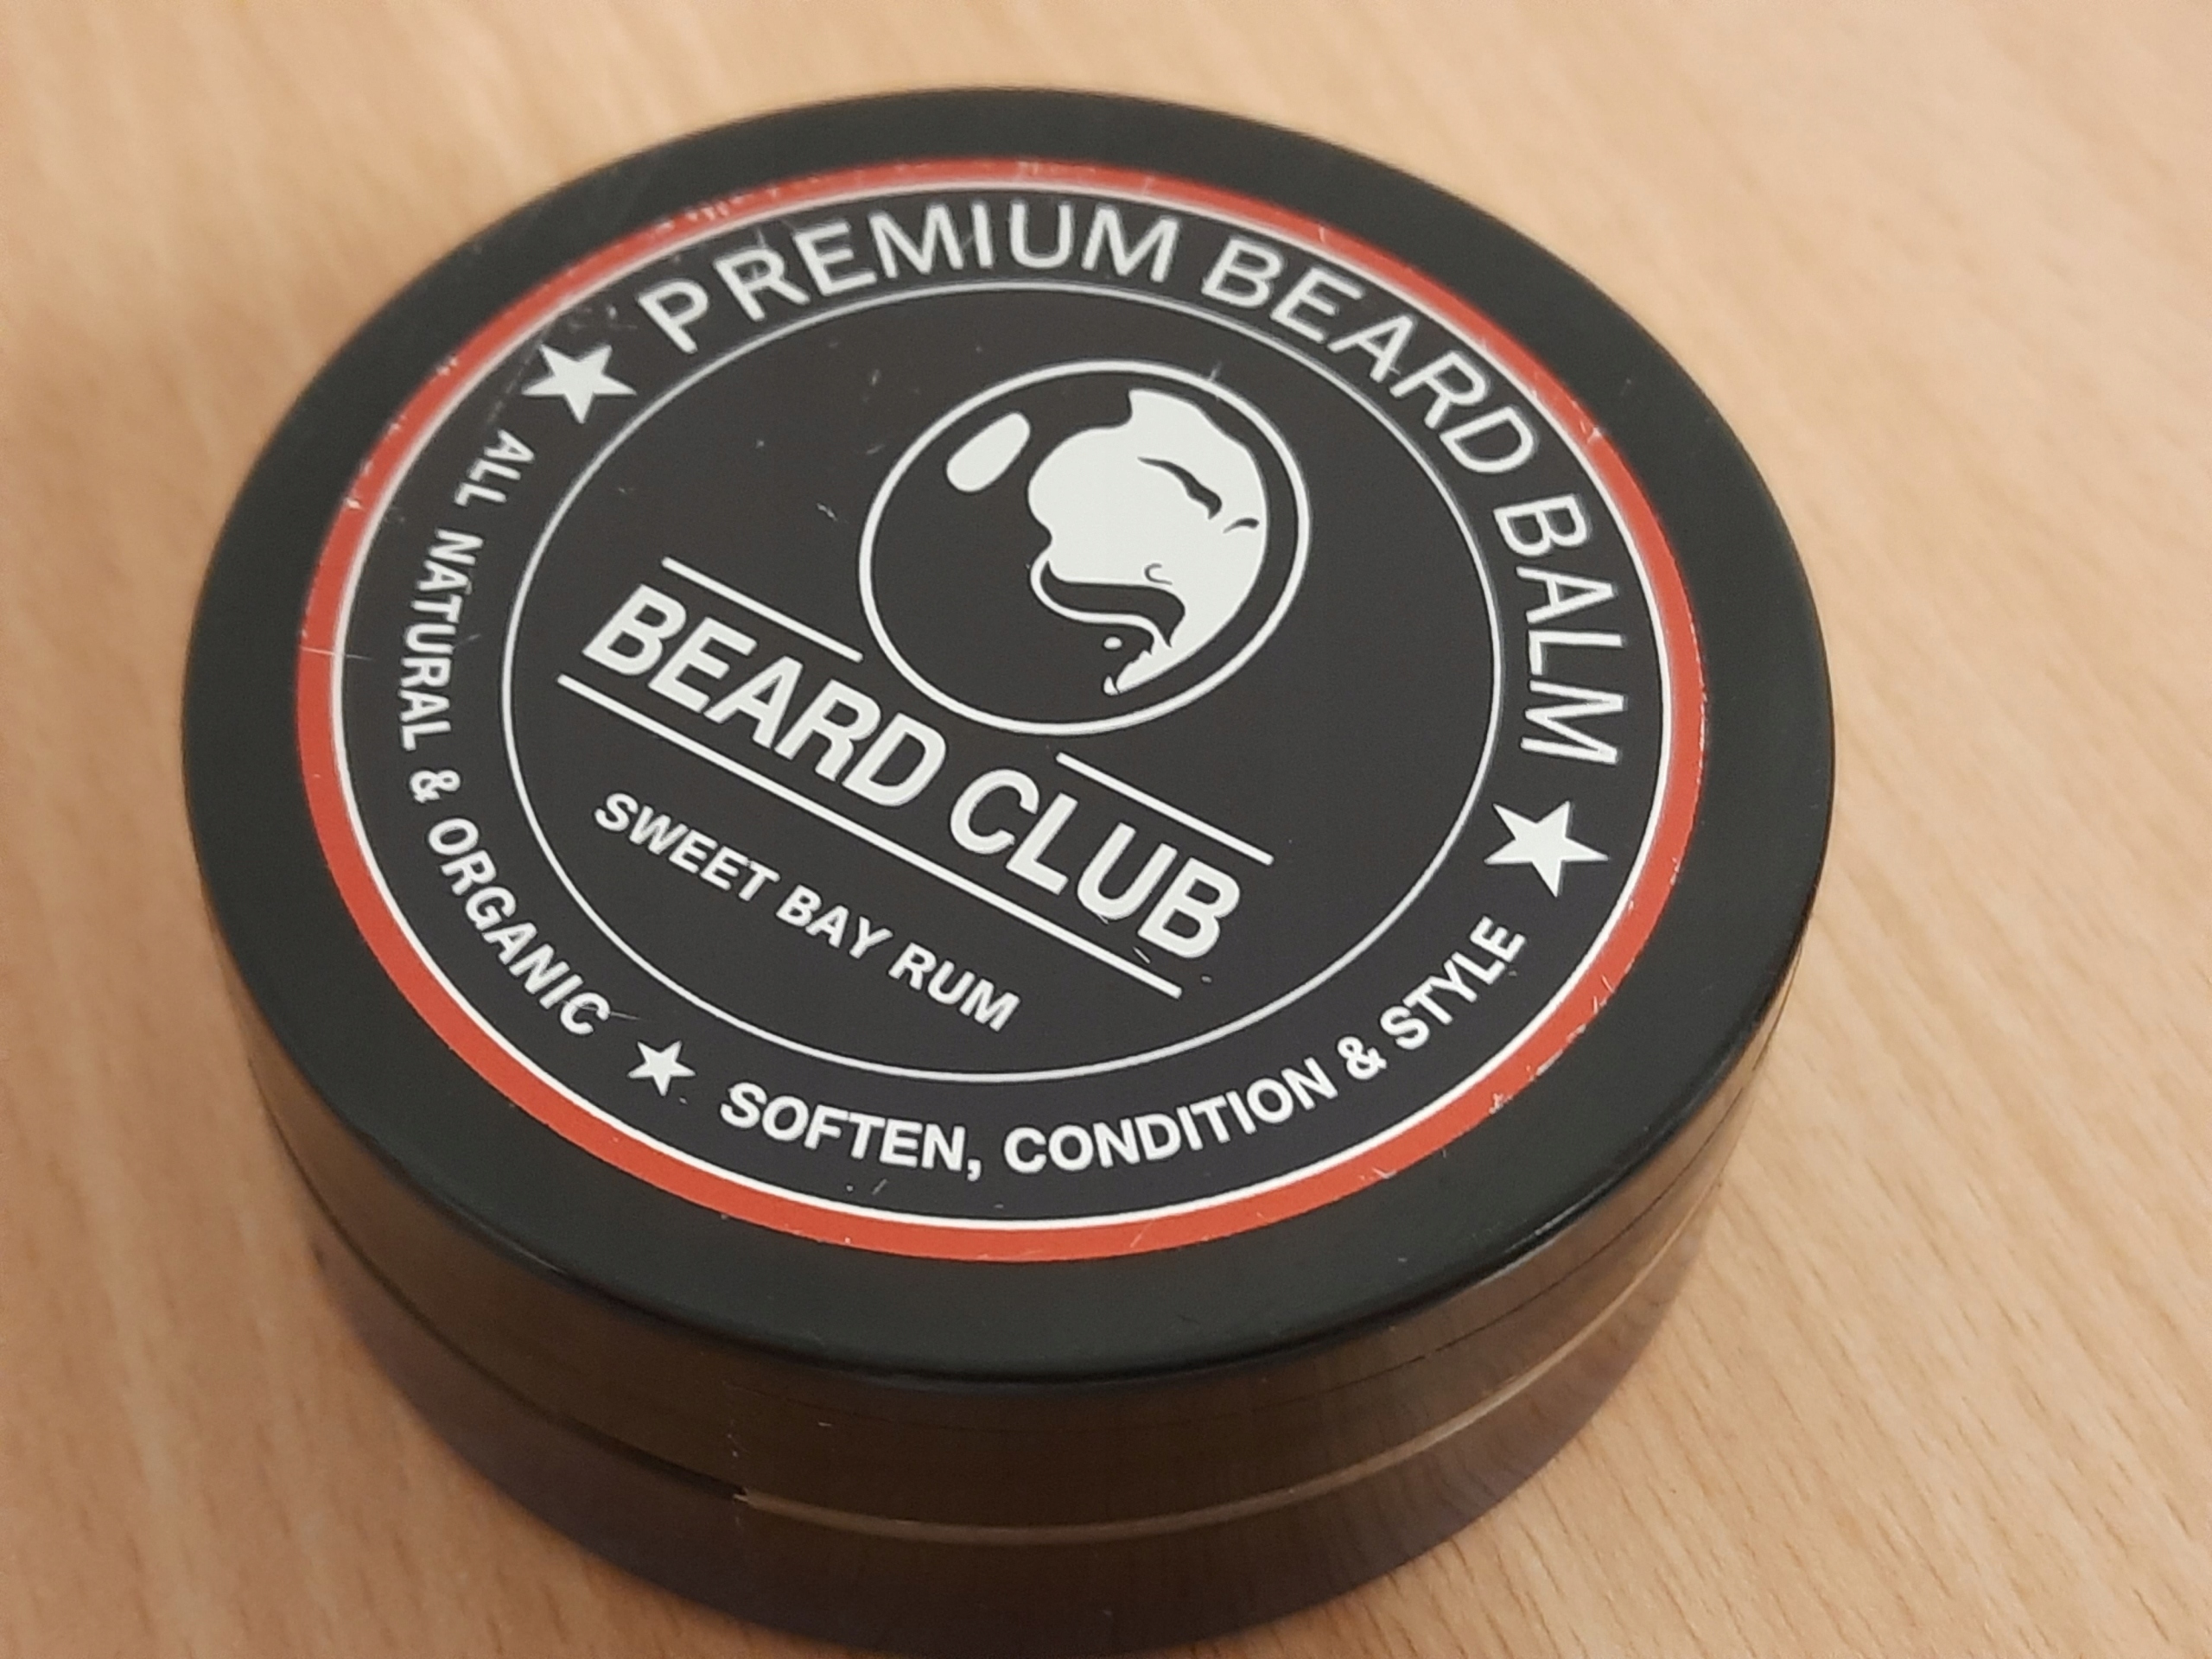 PREMIUM BEARD BALM
BEARD CLUB
SWEET BAY RUM
ALL NATURAL & ORGANIC
SOFTEN, CONDITION & STYLE